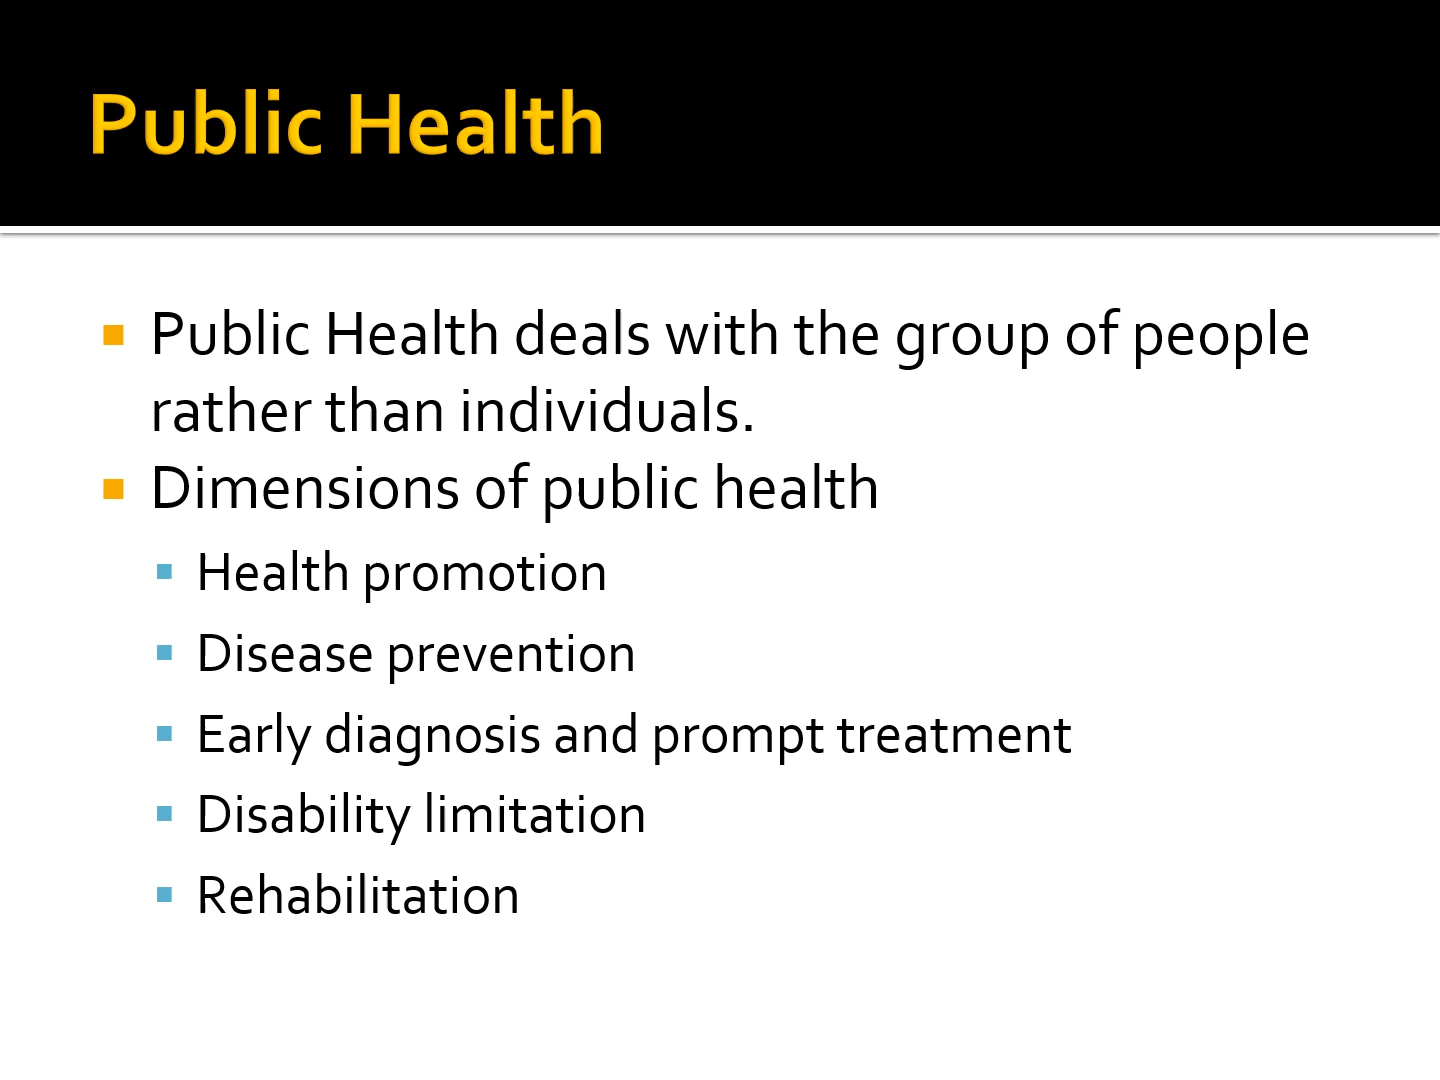 Public Health
Public Health deals with the group of people
rather than individuals.
Dimensions of public health
Health promotion
Disease prevention
Early diagnosis and prompt treatment
Disability limitation
Rehabilitation